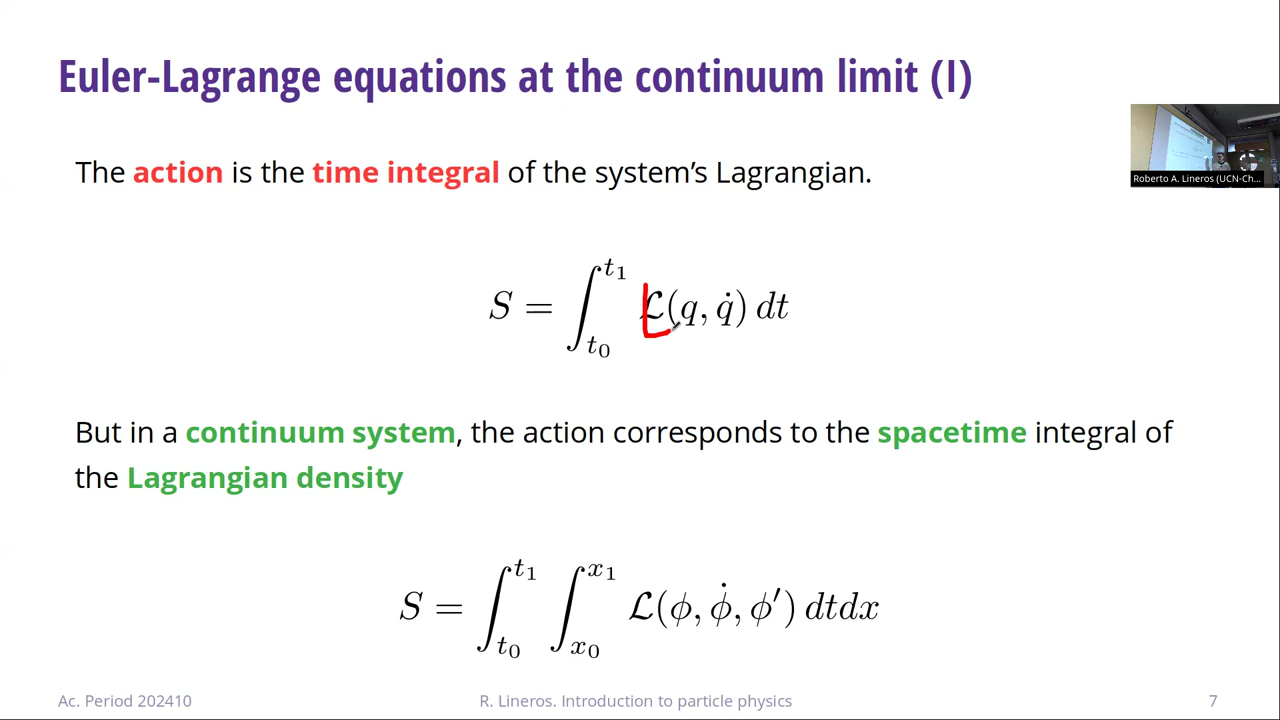 Euler-Lagrange equations at the continuum limit (I)
The action is the time integral of the system's Lagrangian.
Roberto A. Lineros (UCN-Ch...
S = ∫_{t_0}^{t_1} ℒ(q, q̇) dt
But in a continuum system, the action corresponds to the spacetime integral of
the Lagrangian density
S = ∫_{t_0}^{t_1} ∫_{x_0}^{x_1} ℒ(ϕ, ϕ̇, ϕ′) dtdx
Ac. Period 202410
R. Lineros. Introduction to particle physics
7